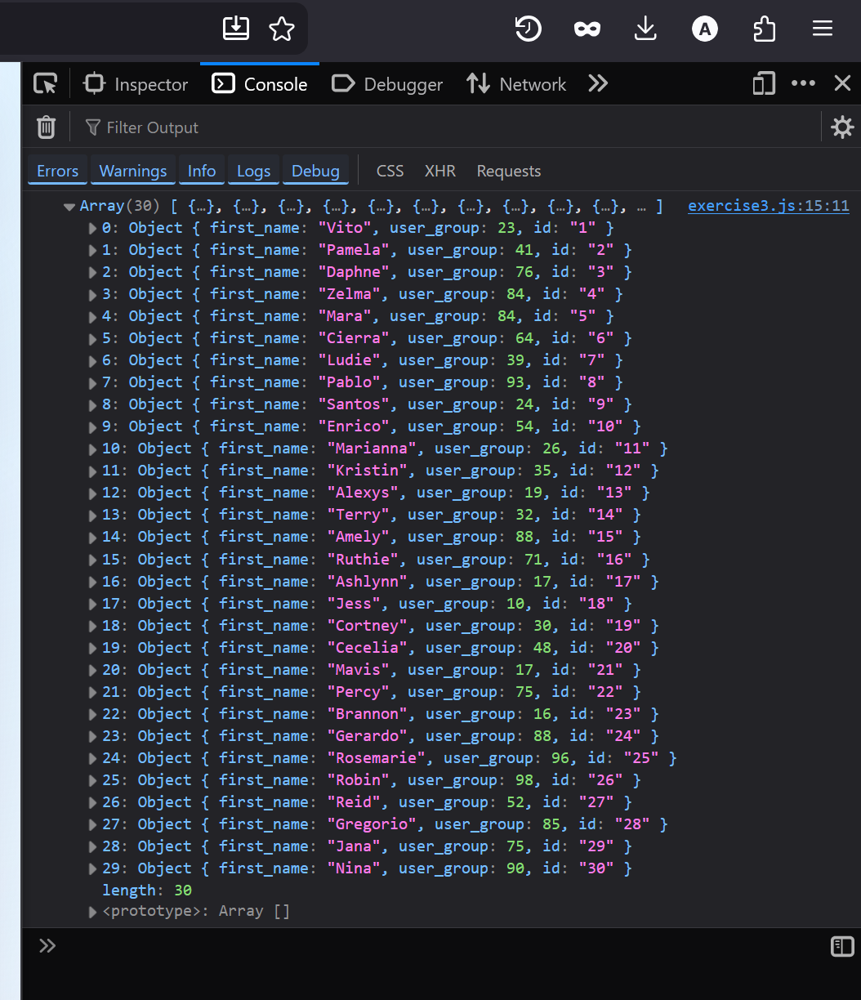 A
Inspector Console Debugger Network
Filter Output
Errors Warnings Info Logs Debug CSS XHR Requests
Array(30) [ {…}, {…}, {…}, {…}, {…}, {…}, {…}, {…}, {…}, {…}, … ] exercise3.js:15:11
0: Object { first_name: "Vito", user_group: 23, id: "1" }
1: Object { first_name: "Pamela", user_group: 41, id: "2" }
2: Object { first_name: "Daphne", user_group: 76, id: "3" }
3: Object { first_name: "Zelma", user_group: 84, id: "4" }
4: Object { first_name: "Mara", user_group: 84, id: "5" }
5: Object { first_name: "Cierra", user_group: 64, id: "6" }
6: Object { first_name: "Ludie", user_group: 39, id: "7" }
7: Object { first_name: "Pablo", user_group: 93, id: "8" }
8: Object { first_name: "Santos", user_group: 24, id: "9" }
9: Object { first_name: "Enrico", user_group: 54, id: "10" }
10: Object { first_name: "Marianna", user_group: 26, id: "11" }
11: Object { first_name: "Kristin", user_group: 35, id: "12" }
12: Object { first_name: "Alexys", user_group: 19, id: "13" }
13: Object { first_name: "Terry", user_group: 32, id: "14" }
14: Object { first_name: "Amely", user_group: 88, id: "15" }
15: Object { first_name: "Ruthie", user_group: 71, id: "16" }
16: Object { first_name: "Ashlynn", user_group: 17, id: "17" }
17: Object { first_name: "Jess", user_group: 10, id: "18" }
18: Object { first_name: "Cortney", user_group: 30, id: "19" }
19: Object { first_name: "Cecelia", user_group: 48, id: "20" }
20: Object { first_name: "Mavis", user_group: 17, id: "21" }
21: Object { first_name: "Percy", user_group: 75, id: "22" }
22: Object { first_name: "Brannon", user_group: 16, id: "23" }
23: Object { first_name: "Gerardo", user_group: 88, id: "24" }
24: Object { first_name: "Rosemarie", user_group: 96, id: "25" }
25: Object { first_name: "Robin", user_group: 98, id: "26" }
26: Object { first_name: "Reid", user_group: 52, id: "27" }
27: Object { first_name: "Gregorio", user_group: 85, id: "28" }
28: Object { first_name: "Jana", user_group: 75, id: "29" }
29: Object { first_name: "Nina", user_group: 90, id: "30" }
length: 30
<prototype>: Array []